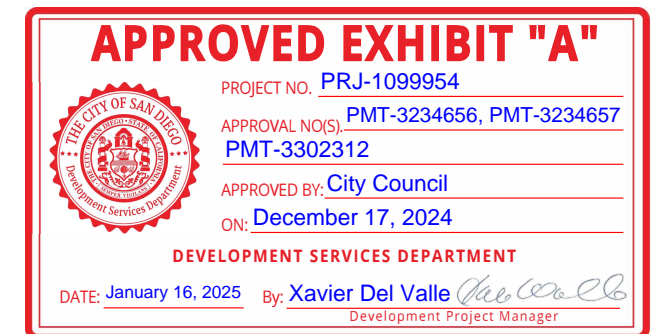 APPROVED EXHIBIT "A"
PROJECT NO. PRJ-1099954
APPROVAL NO(S). PMT-3234656, PMT-3234657
PMT-3302312
APPROVED BY: City Council
ON: December 17, 2024
THE CITY OF SAN DIEGO
Development Services Department
DEVELOPMENT SERVICES DEPARTMENT
DATE: January 16, 2025 By: Xavier Del Valle
Development Project Manager